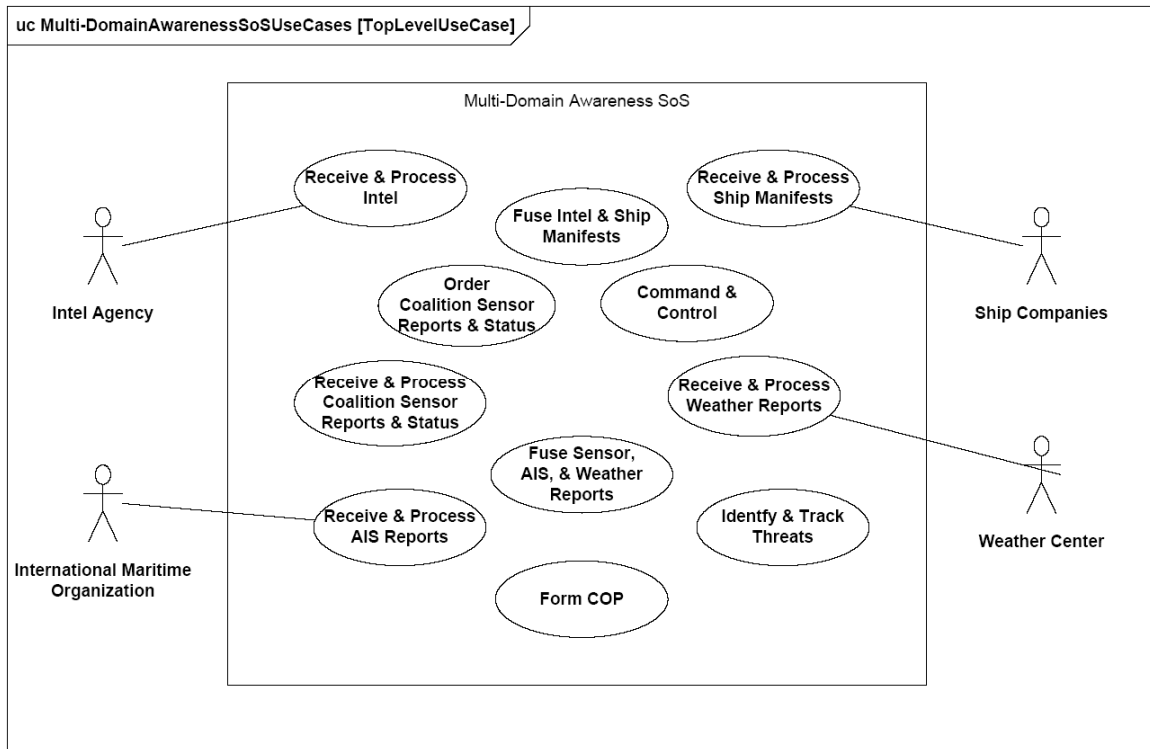 uc Multi-DomainAwarenessSoSUseCases [TopLevelUseCase]
Multi-Domain Awareness SoS
Receive & Process
Intel
Receive & Process
Ship Manifests
Fuse Intel & Ship
Manifests
Intel Agency
Order
Coalition Sensor
Reports & Status
Command &
Control
Ship Companies
Receive & Process
Coalition Sensor
Reports & Status
Receive & Process
Weather Reports
Fuse Sensor,
AIS, & Weather
Reports
International Maritime
Organization
Receive & Process
AIS Reports
Identfy & Track
Threats
Weather Center
Form COP